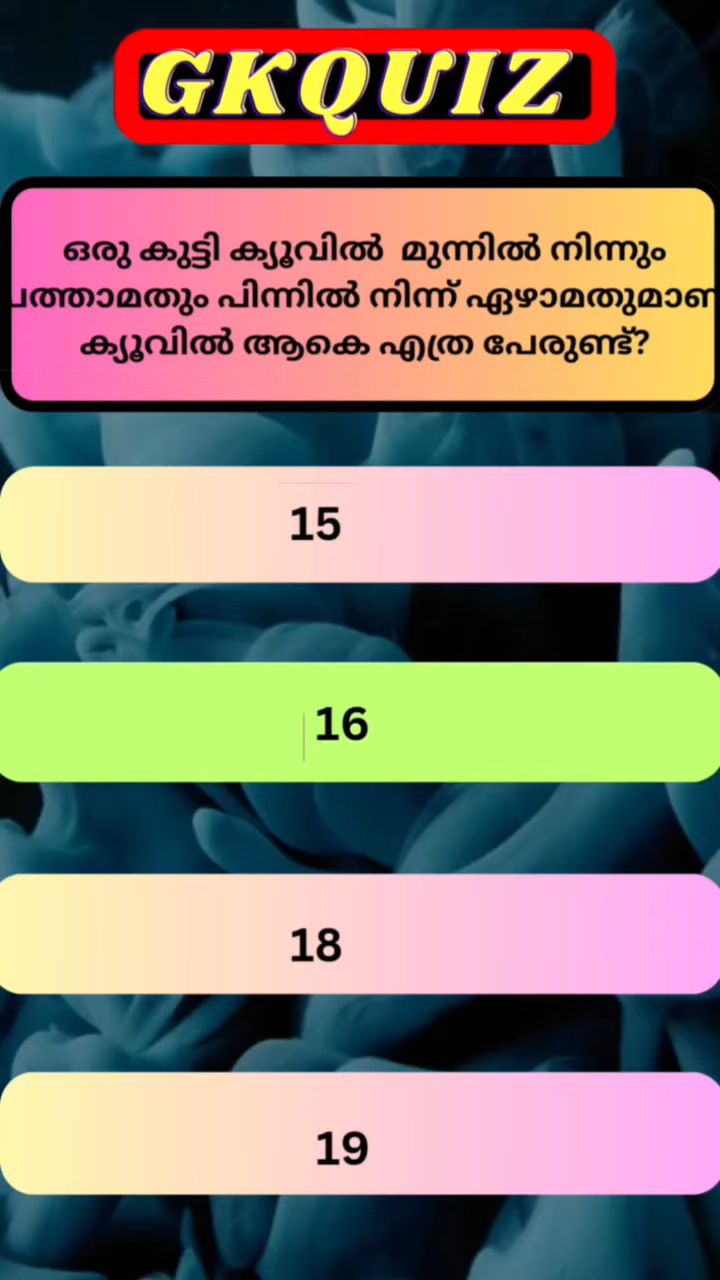 GKQUIZ
ഒരു കുട്ടി ക്യൂവിൽ മുന്നിൽ നിന്നും
പത്താമതും പിന്നിൽ നിന്ന് ഏഴാമതുമാണ്
ക്യൂവിൽ ആകെ എത്ര പേരുണ്ട്?
15
16
18
19